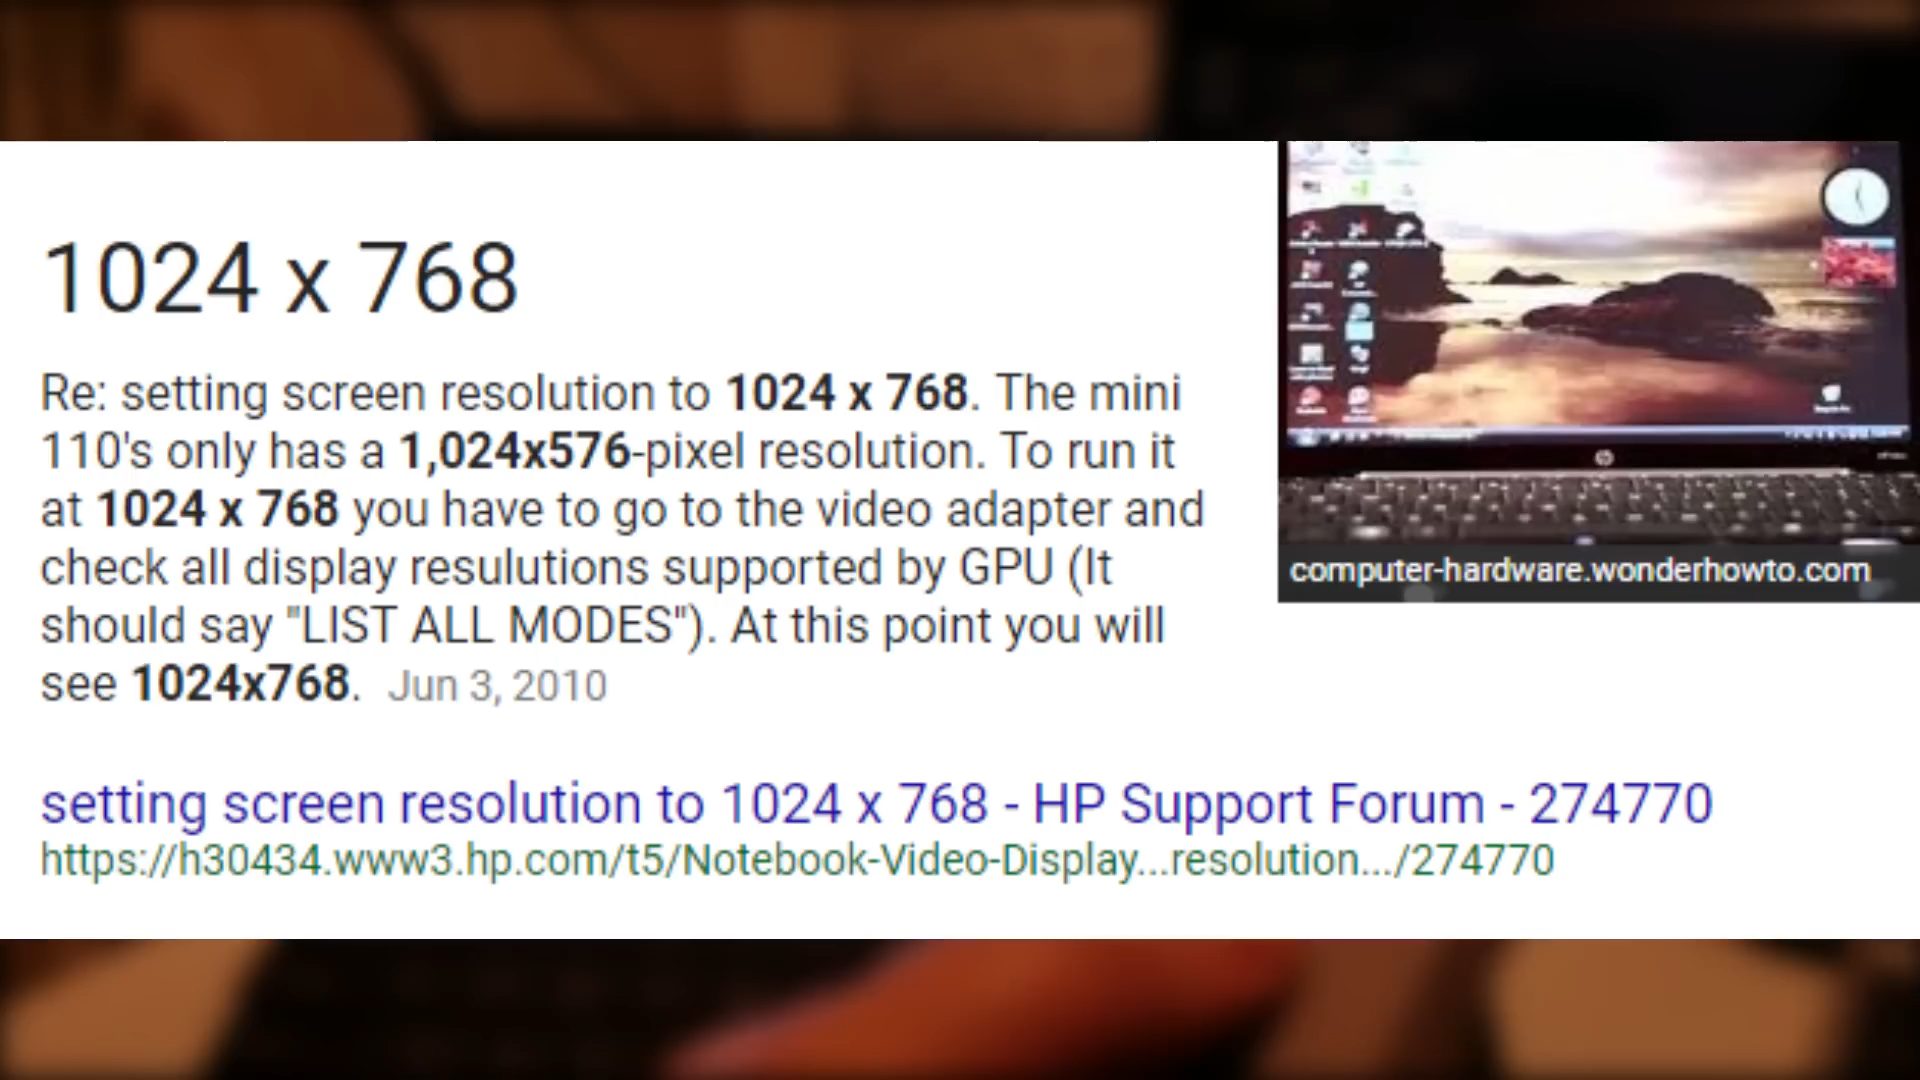 1024 x 768
Re: setting screen resolution to 1024 x 768. The mini
110's only has a 1,024x576-pixel resolution. To run it
at 1024 x 768 you have to go to the video adapter and
check all display resulutions supported by GPU (It
should say "LIST ALL MODES"). At this point you will
see 1024x768. Jun 3, 2010
computer-hardware.wonderhowto.com
setting screen resolution to 1024 x 768 - HP Support Forum - 274770
https://h30434.www3.hp.com/t5/Notebook-Video-Display...resolution.../274770